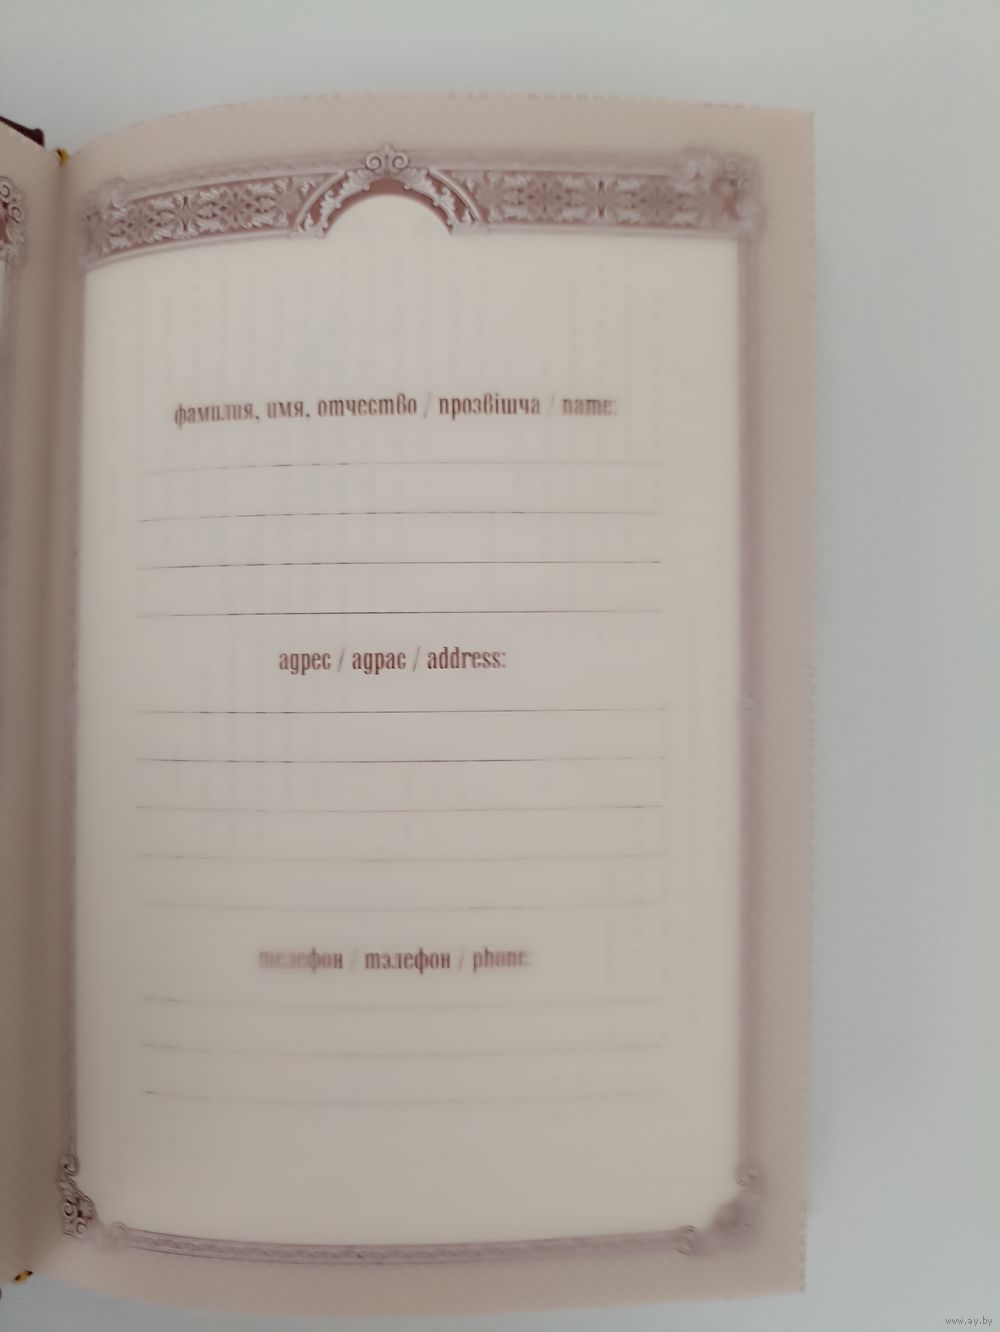 фамилия, имя, отчество / прозвішча / name:
адрес / адрас / address:
телефон / тэлефон / phone:
www.ay.by